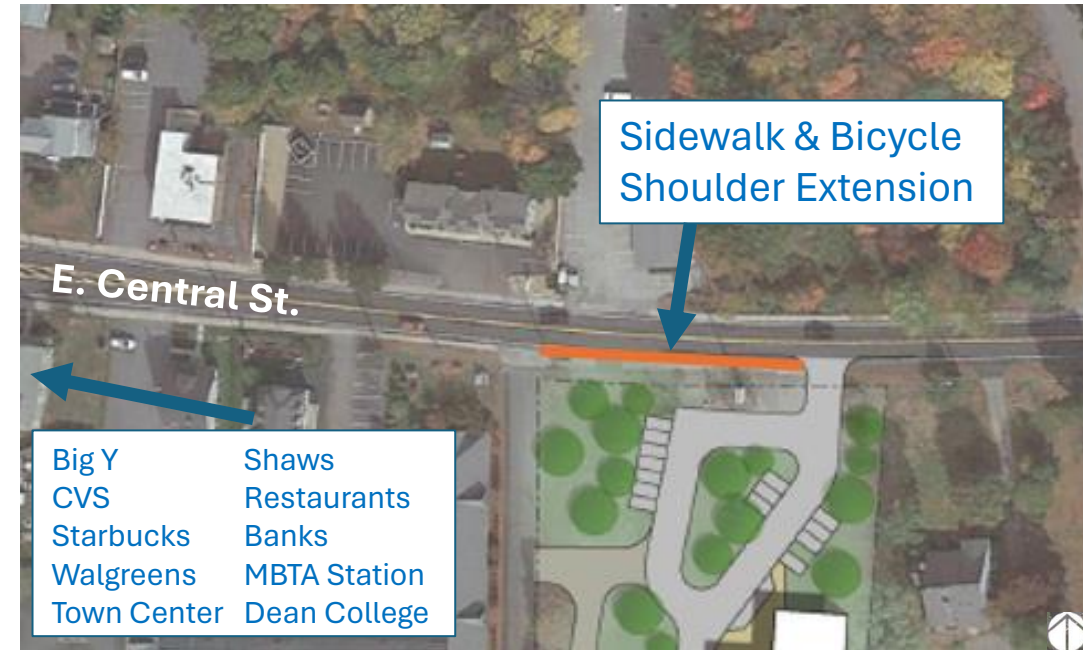 Sidewalk & Bicycle
Shoulder Extension
E. Central St.
Big Y Shaws
CVS Restaurants
Starbucks Banks
Walgreens MBTA Station
Town Center Dean College